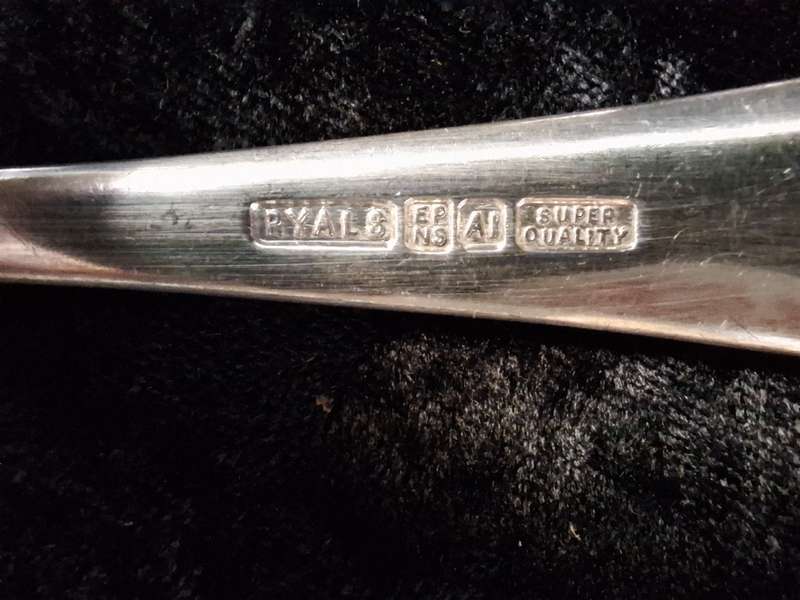 RYALS
EP
NS
A1
SUPER
QUALITY